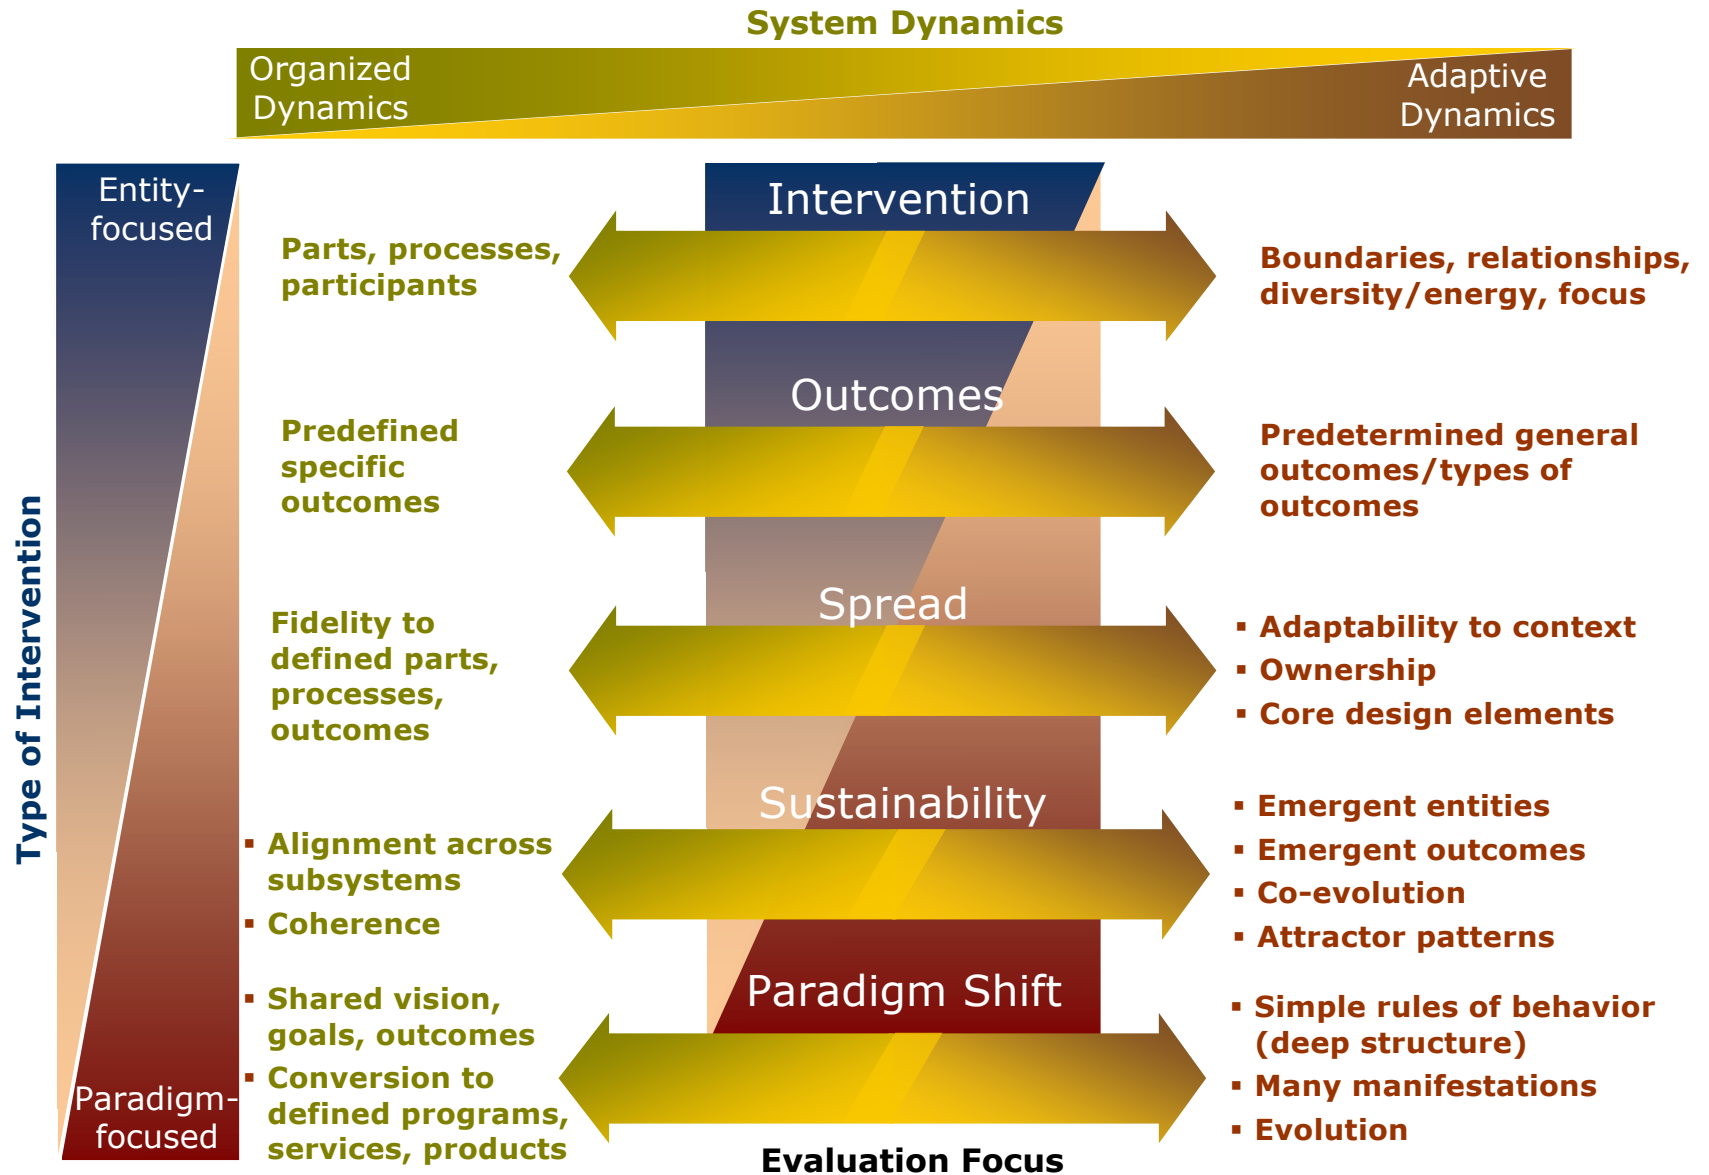 System Dynamics
Organized
Dynamics
Adaptive
Dynamics
Type of Intervention
Entity-
focused
Paradigm-
focused
Intervention
Parts, processes,
participants
Boundaries, relationships,
diversity/energy, focus
Outcomes
Predefined
specific
outcomes
Predetermined general
outcomes/types of
outcomes
Spread
Fidelity to
defined parts,
processes,
outcomes
▪ Adaptability to context
▪ Ownership
▪ Core design elements
Sustainability
▪ Alignment across
subsystems
▪ Coherence
▪ Emergent entities
▪ Emergent outcomes
▪ Co-evolution
▪ Attractor patterns
Paradigm Shift
▪ Shared vision,
goals, outcomes
▪ Conversion to
defined programs,
services, products
▪ Simple rules of behavior
(deep structure)
▪ Many manifestations
▪ Evolution
Evaluation Focus